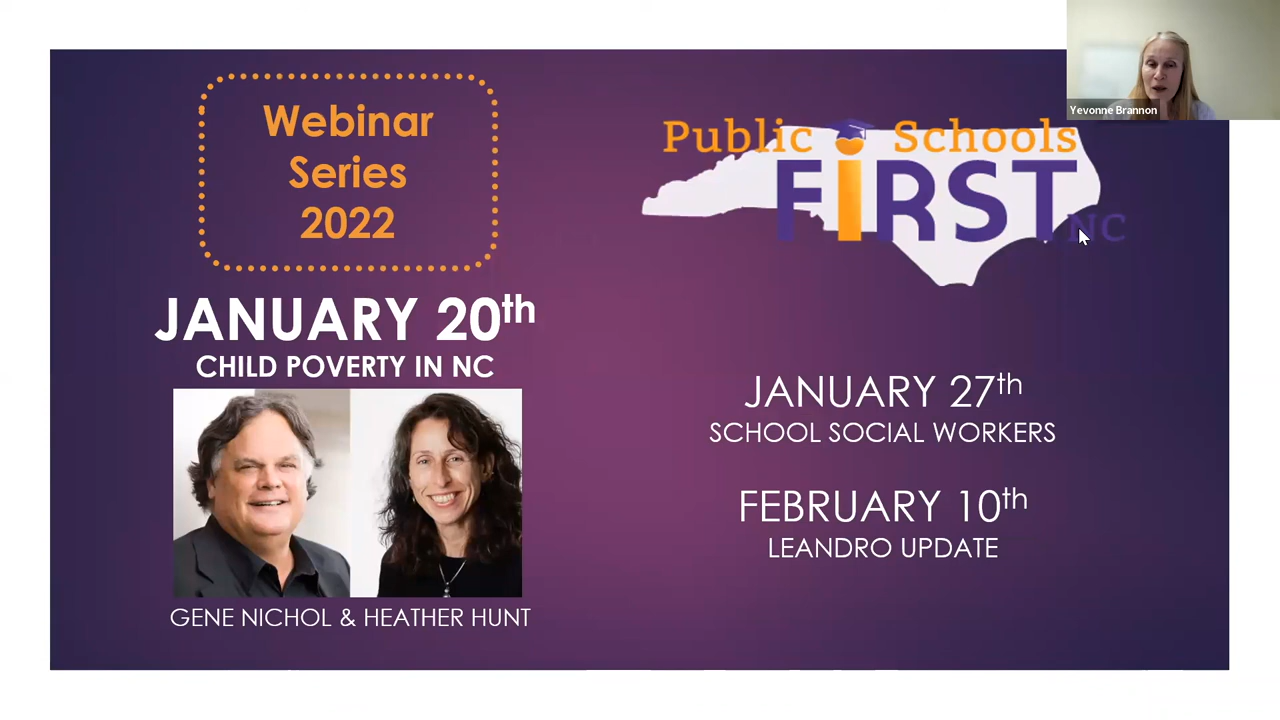 Webinar
Series
2022
JANUARY 20th
CHILD POVERTY IN NC
GENE NICHOL & HEATHER HUNT
Public Schools
FiRST
NC
JANUARY 27th
SCHOOL SOCIAL WORKERS
FEBRUARY 10th
LEANDRO UPDATE
Yevonne Brannon